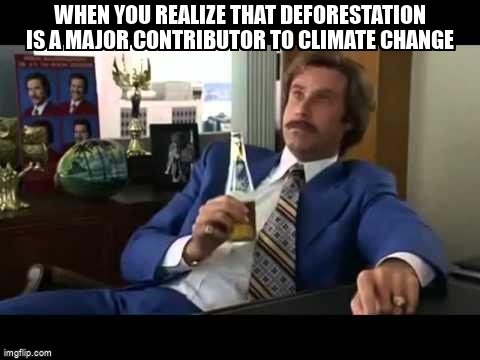 WHEN YOU REALIZE THAT DEFORESTATION
IS A MAJOR CONTRIBUTOR TO CLIMATE CHANGE
imgflip.com